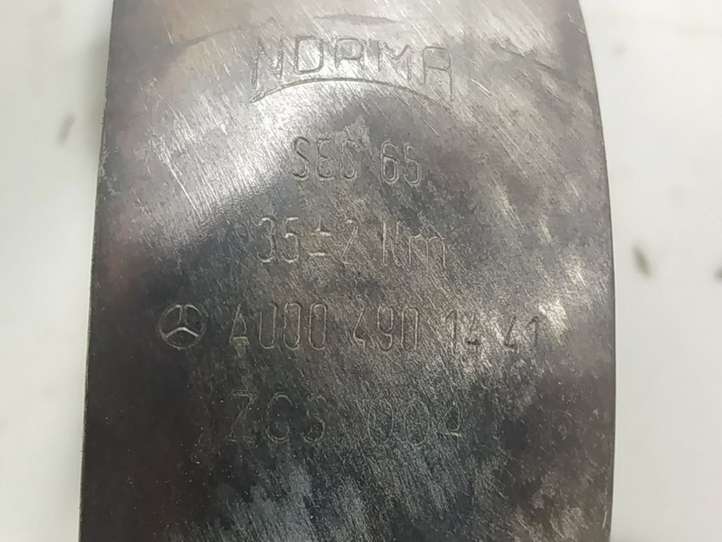 NORMA
SEC 65
35±2 Nm
A000 490 14 41
ZGS 004